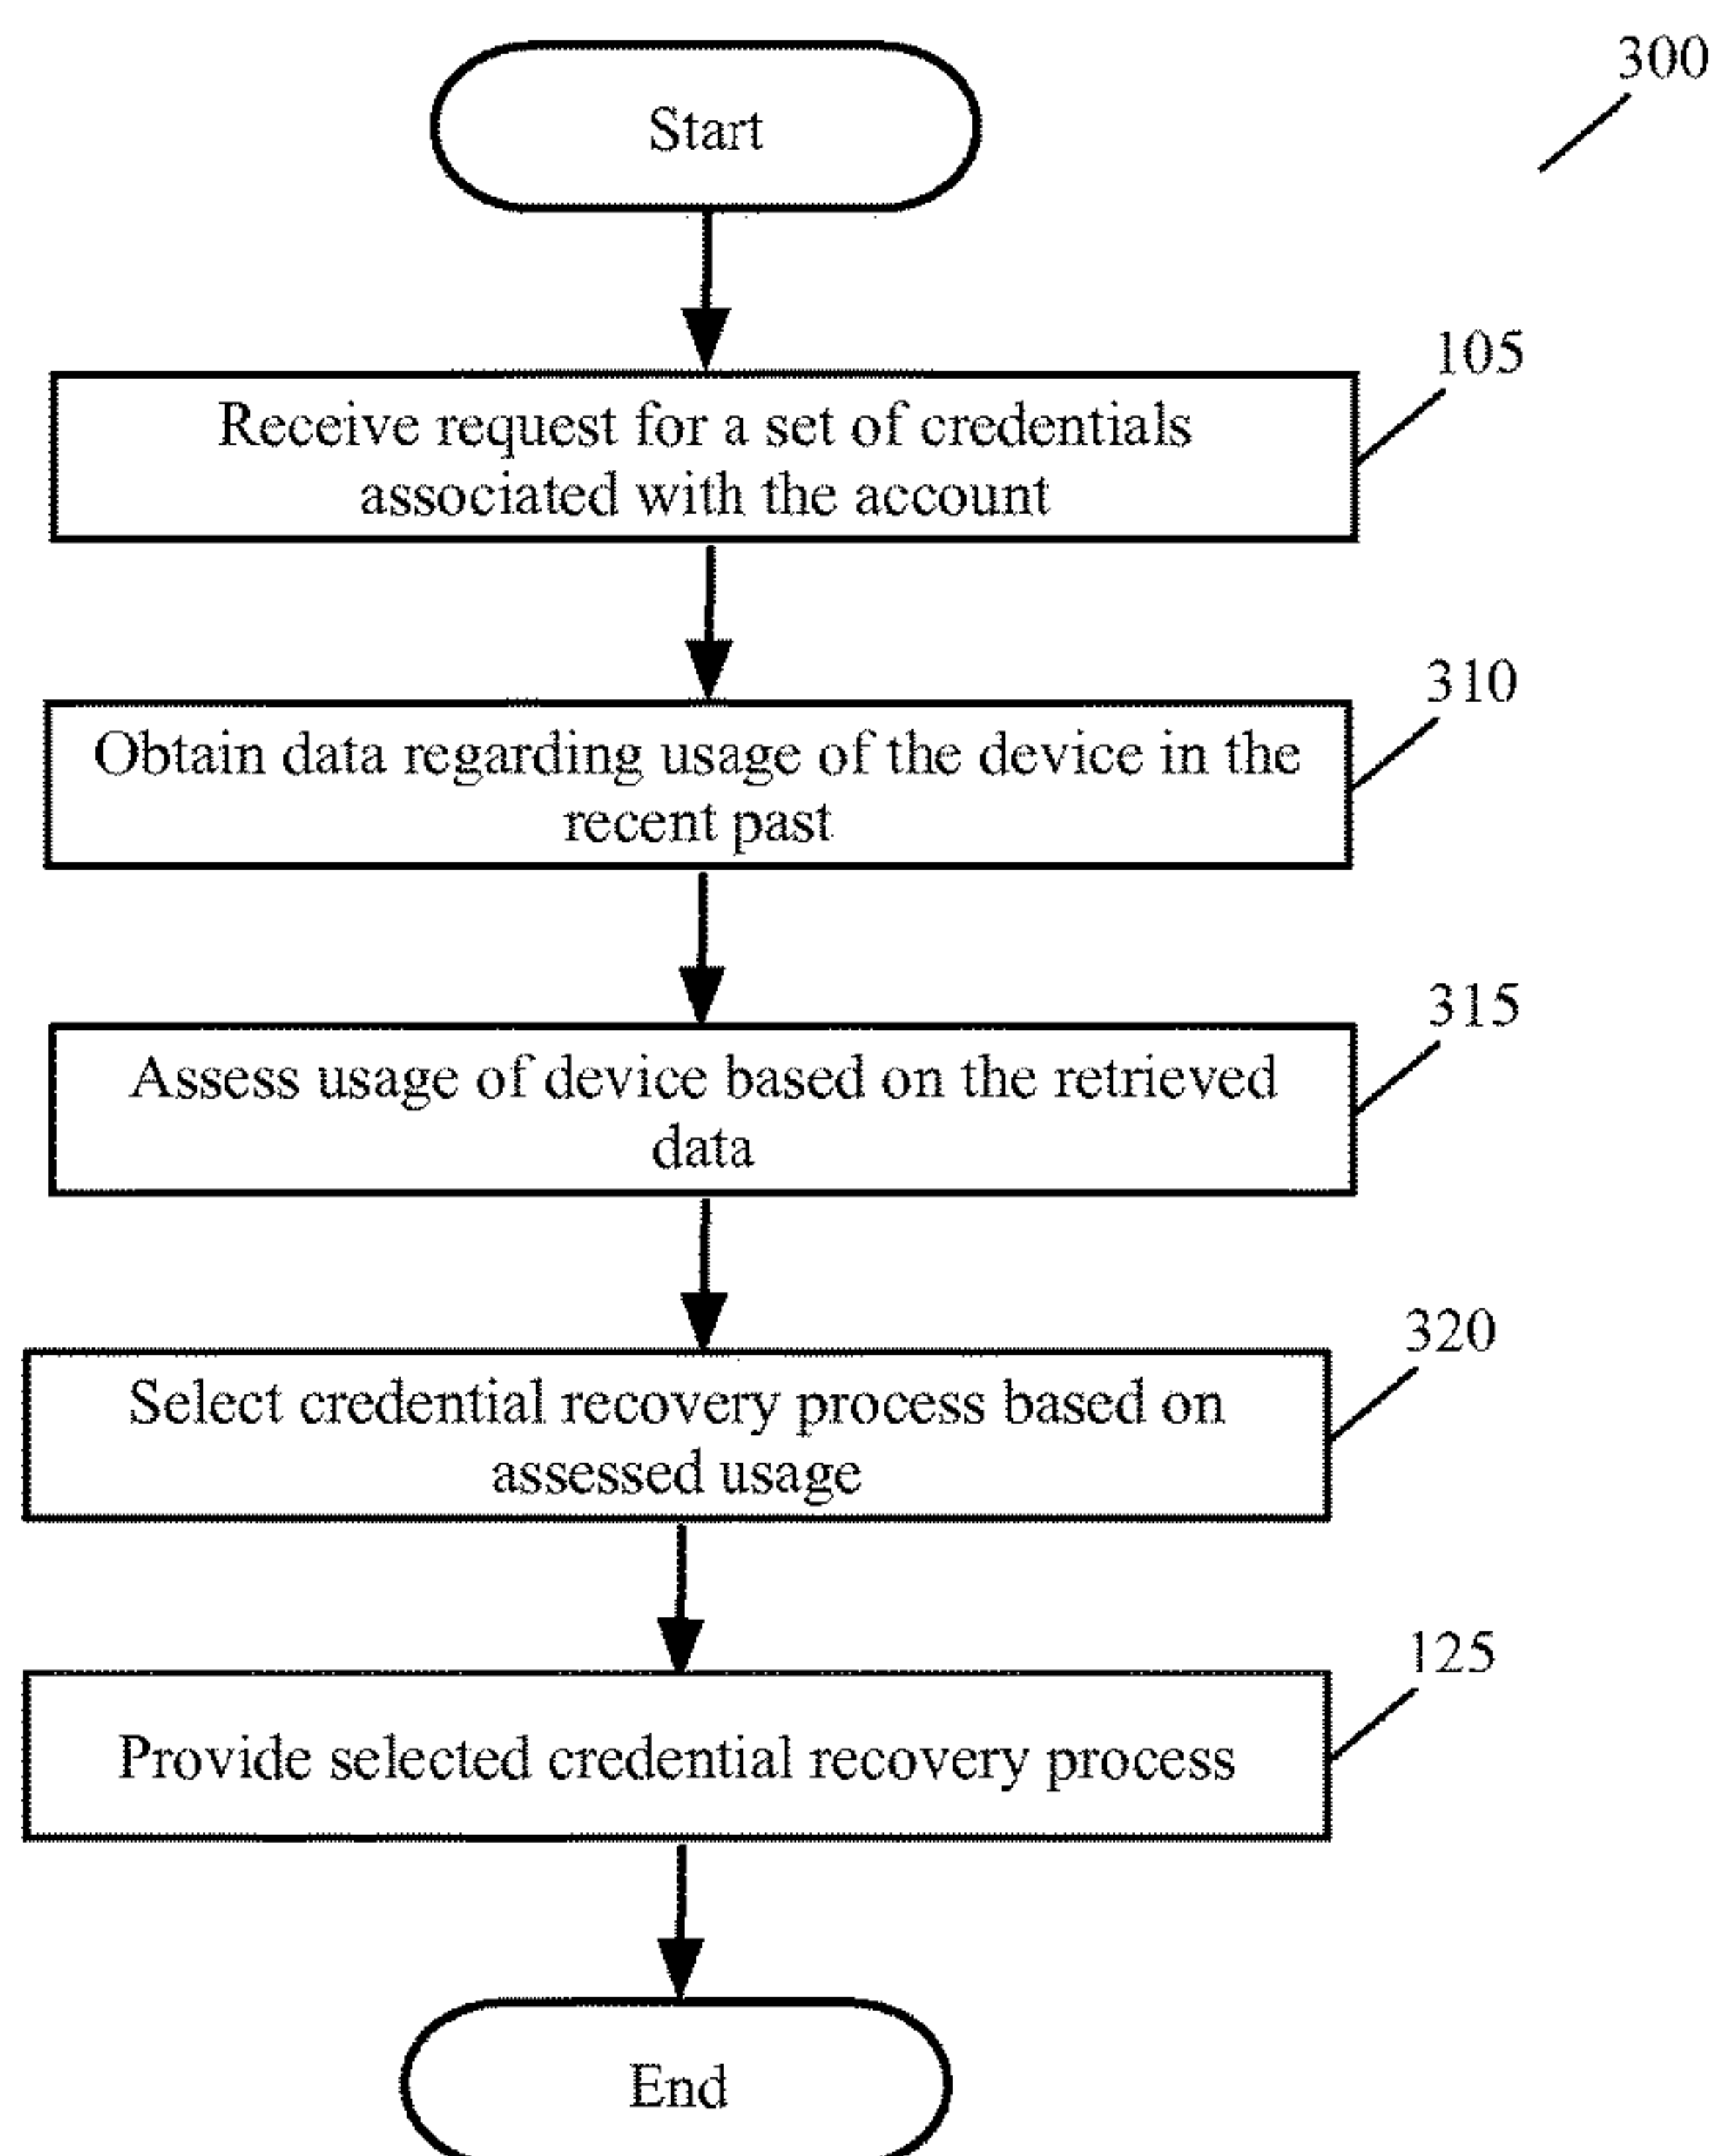 300
Start
105
Receive request for a set of credentials
associated with the account
310
Obtain data regarding usage of the device in the
recent past
315
Assess usage of device based on the retrieved
data
320
Select credential recovery process based on
assessed usage
125
Provide selected credential recovery process
End